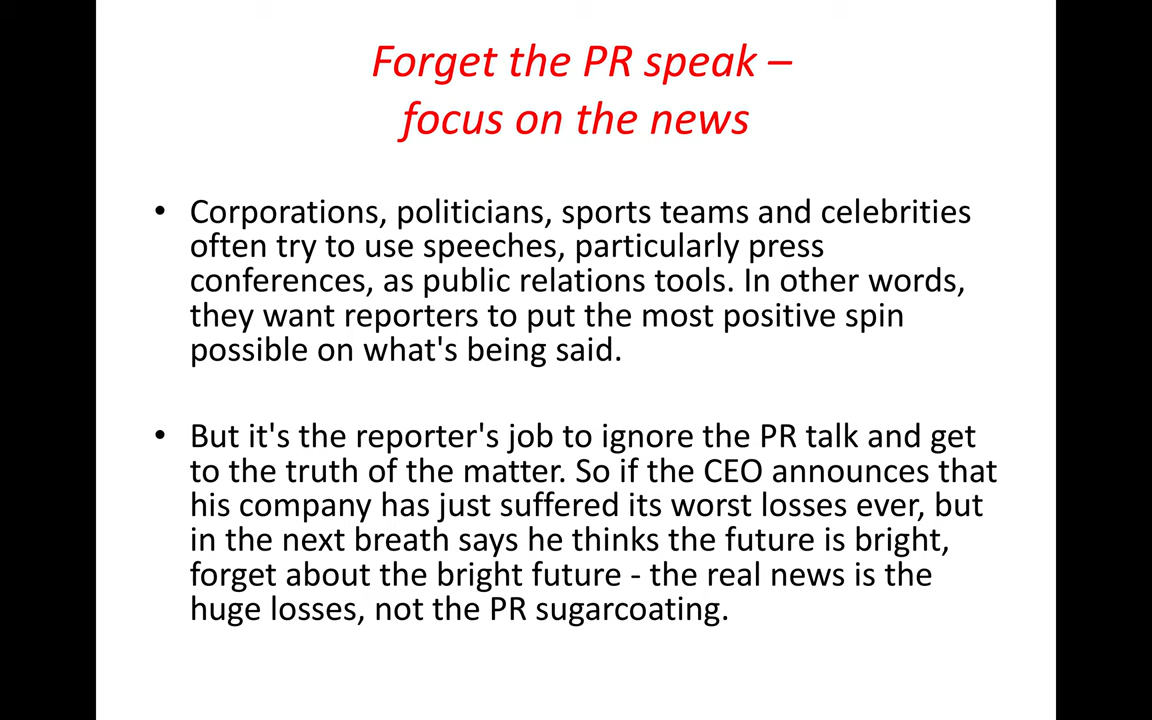 Forget the PR speak –
focus on the news
• Corporations, politicians, sports teams and celebrities
often try to use speeches, particularly press
conferences, as public relations tools. In other words,
they want reporters to put the most positive spin
possible on what's being said.
• But it's the reporter's job to ignore the PR talk and get
to the truth of the matter. So if the CEO announces that
his company has just suffered its worst losses ever, but
in the next breath says he thinks the future is bright,
forget about the bright future - the real news is the
huge losses, not the PR sugarcoating.